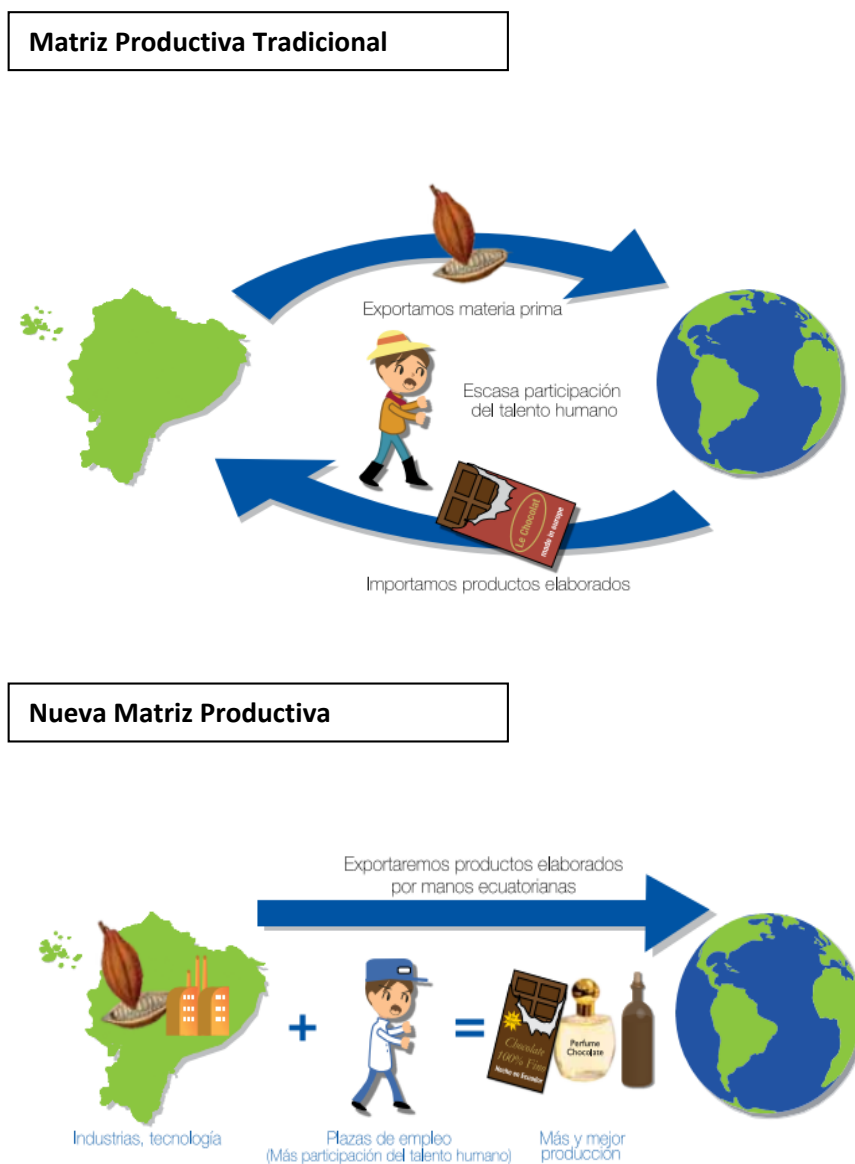 Matriz Productiva Tradicional
Exportamos materia prima
Escasa participación
del talento humano
Le Chocolat
made in europe
Importamos productos elaborados
Nueva Matriz Productiva
Exportaremos productos elaborados
por manos ecuatorianas
Chocolate
100% Fino
Hecho en Ecuador
Perfume
Chocolate
Industrias, tecnología
Plazas de empleo
(Más participación del talento humano)
Más y mejor
producción